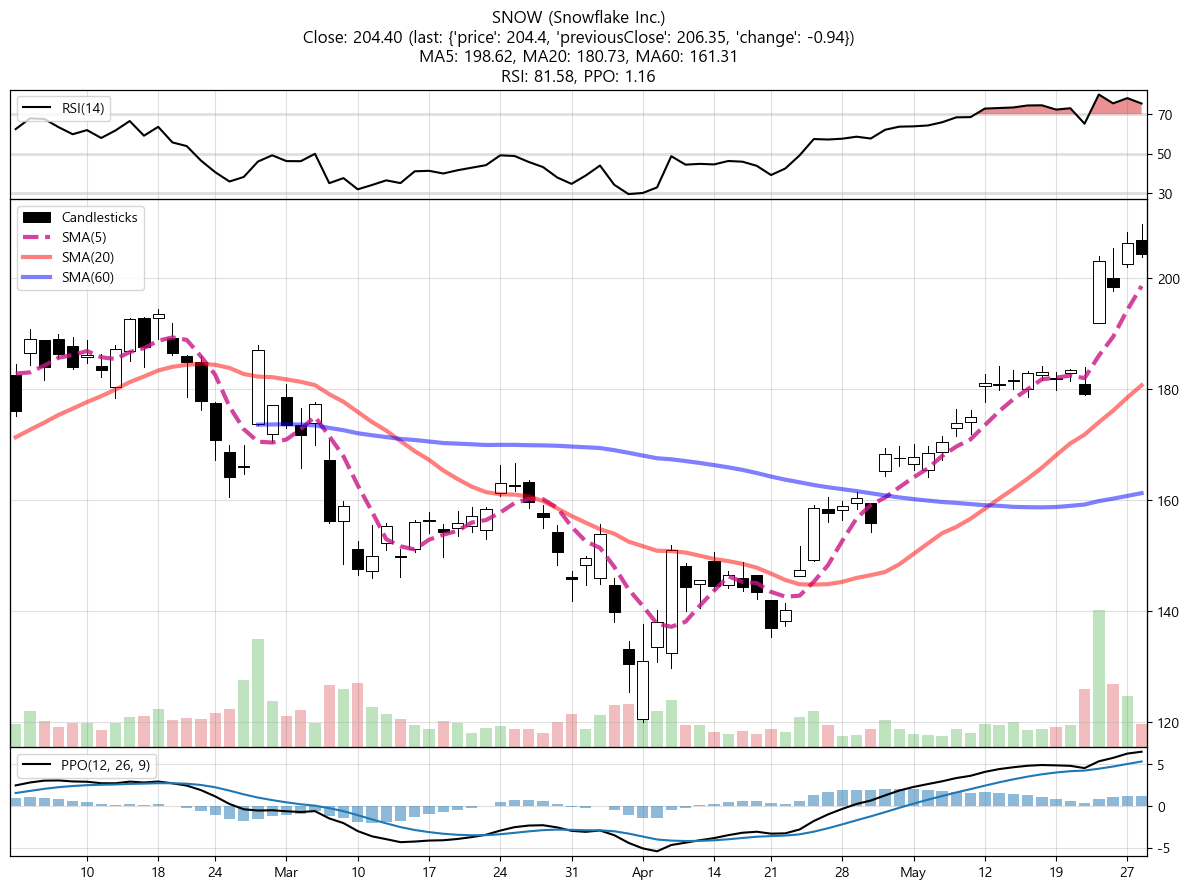 SNOW (Snowflake Inc.)
Close: 204.40 (last: {'price': 204.4, 'previousClose': 206.35, 'change': -0.94})
MA5: 198.62, MA20: 180.73, MA60: 161.31
RSI: 81.58, PPO: 1.16
RSI(14)
70
50
30
Candlesticks
SMA(5)
SMA(20)
SMA(60)
200
180
160
140
120
PPO(12, 26, 9)
5
0
-5
10 18 24 Mar 10 17 24 31 Apr 14 21 28 May 12 19 27